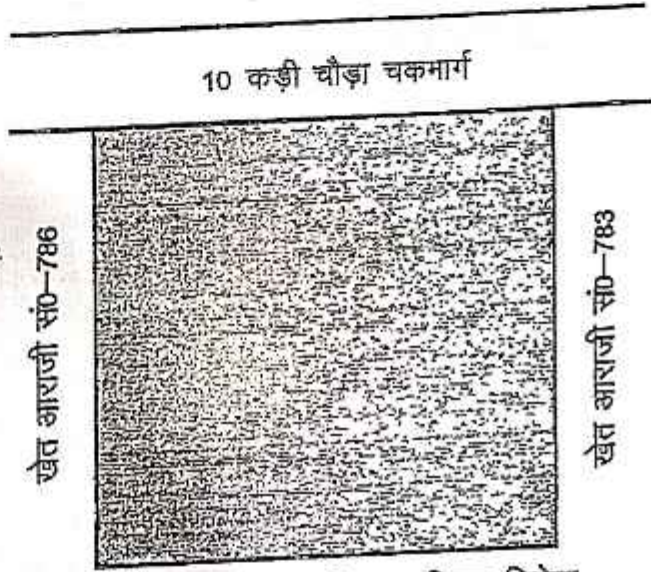 10 कड़ी चौड़ा चकमार्ग
खेत आराजी सं0–786
खेत आराजी सं0–783